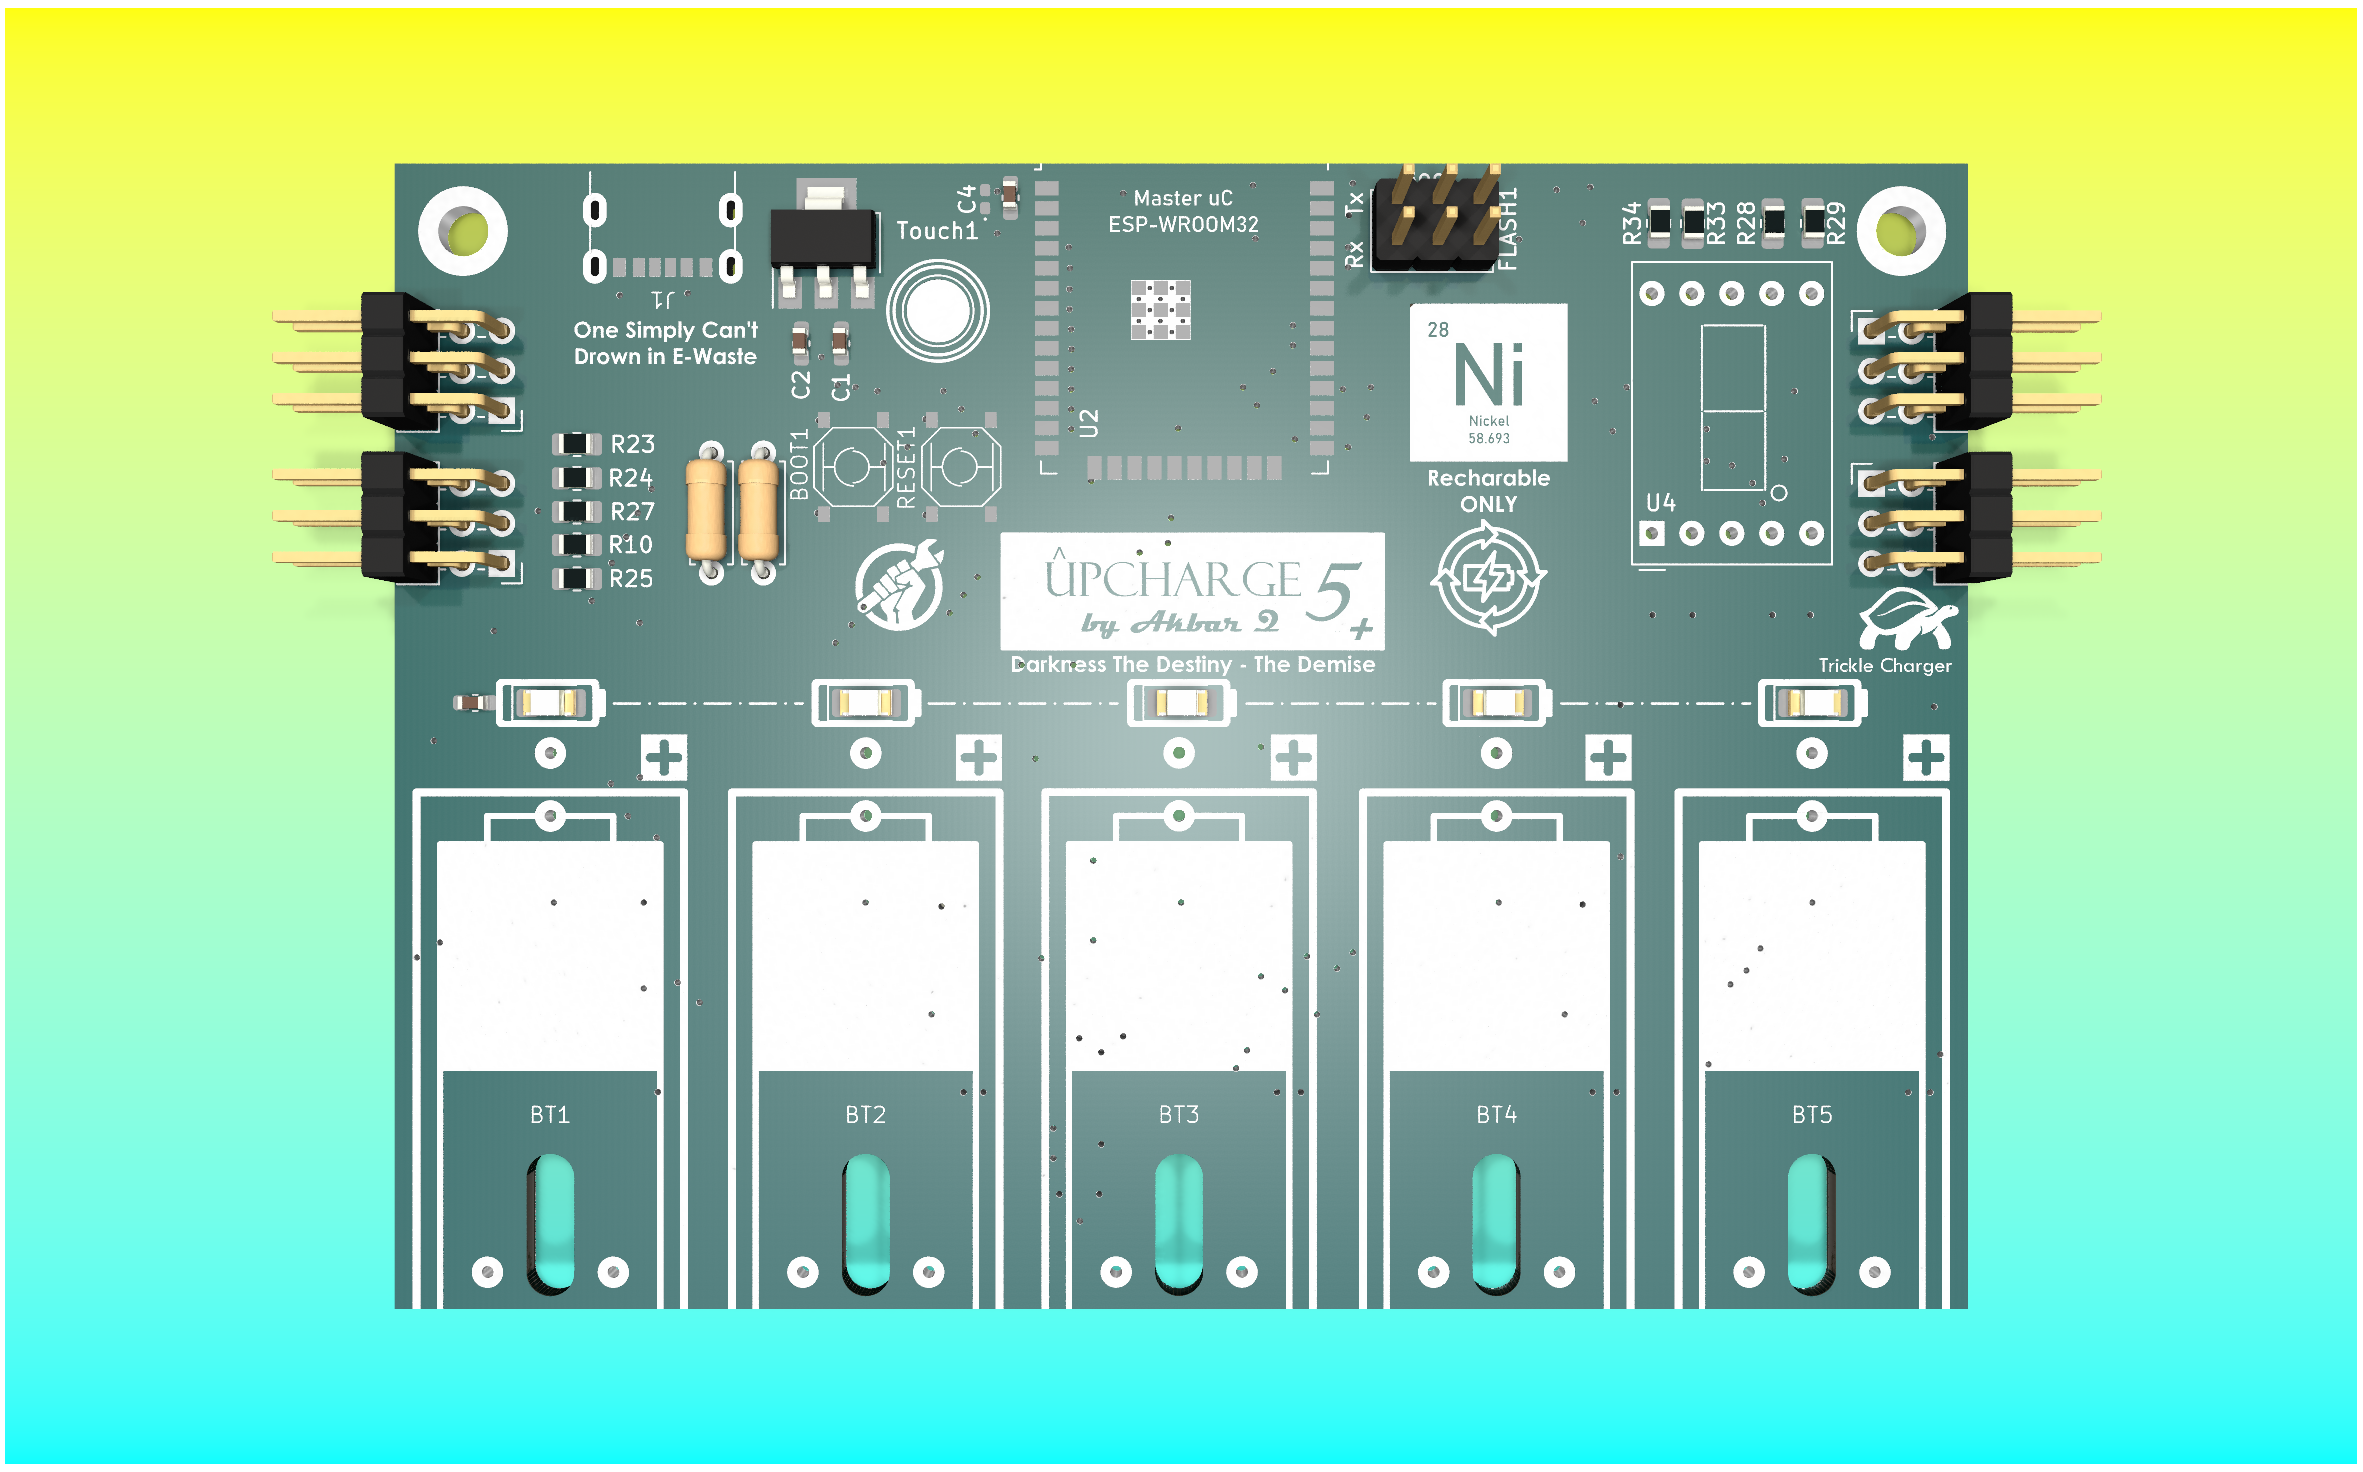 C4
Touch1
Master uC
ESP-WROOM32
Tx
Rx
FLASH1
R34
R33
R28
R29
J1
One Simply Can't
Drown in E-Waste
C2
C1
U2
28
Ni
Nickel
58.693
Recharable
ONLY
R23
R24
R27
R10
R25
BOOT1
RESET1
U4
ÛPCHARGE 5+
by Akbar 2
Darkness The Destiny - The Demise
Trickle Charger
+
+
+
+
+
BT1
BT2
BT3
BT4
BT5